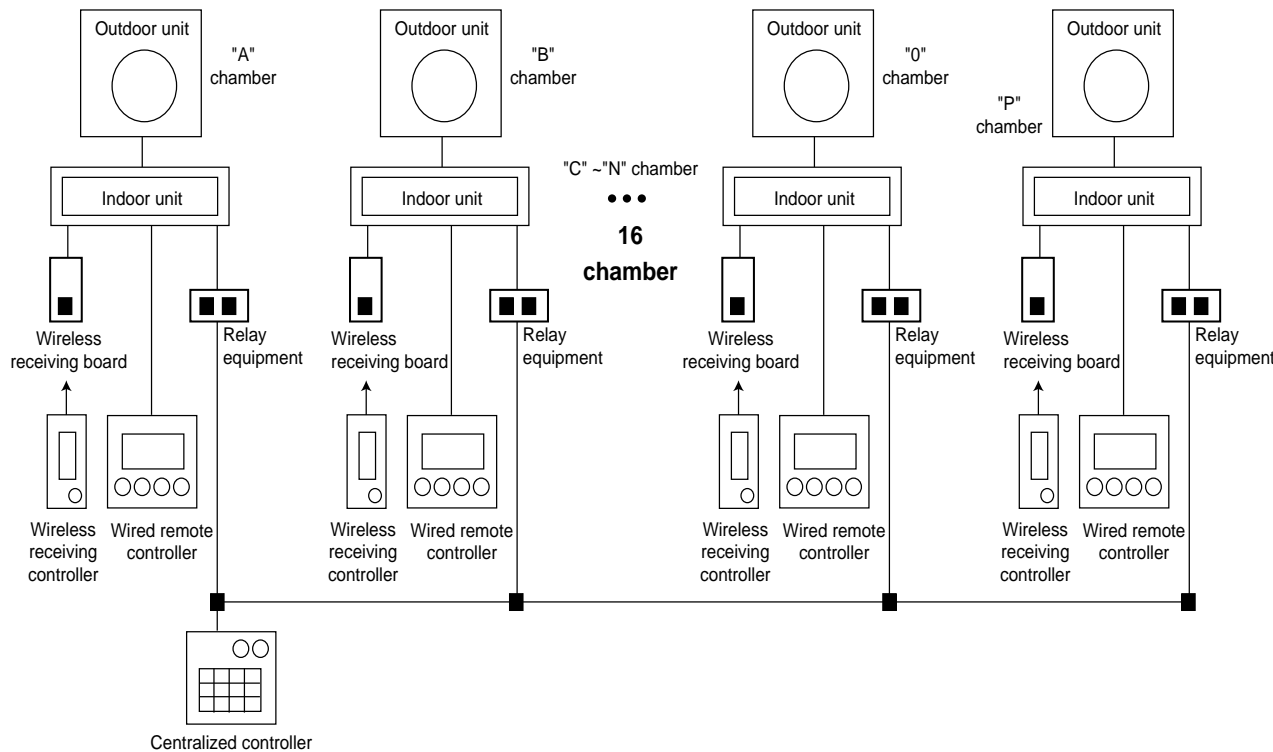 Outdoor unit
"A"
chamber
Indoor unit
Wireless
receiving board
Relay
equipment
Wireless
receiving
controller
Wired remote
controller
Outdoor unit
"B"
chamber
Indoor unit
Wireless
receiving board
Relay
equipment
Wireless
receiving
controller
Wired remote
controller
"C" ~"N" chamber
•••
16
chamber
Outdoor unit
"0"
chamber
Indoor unit
Wireless
receiving board
Relay
equipment
Wireless
receiving
controller
Wired remote
controller
Outdoor unit
"P"
chamber
Indoor unit
Wireless
receiving board
Relay
equipment
Wireless
receiving
controller
Wired remote
controller
Centralized controller